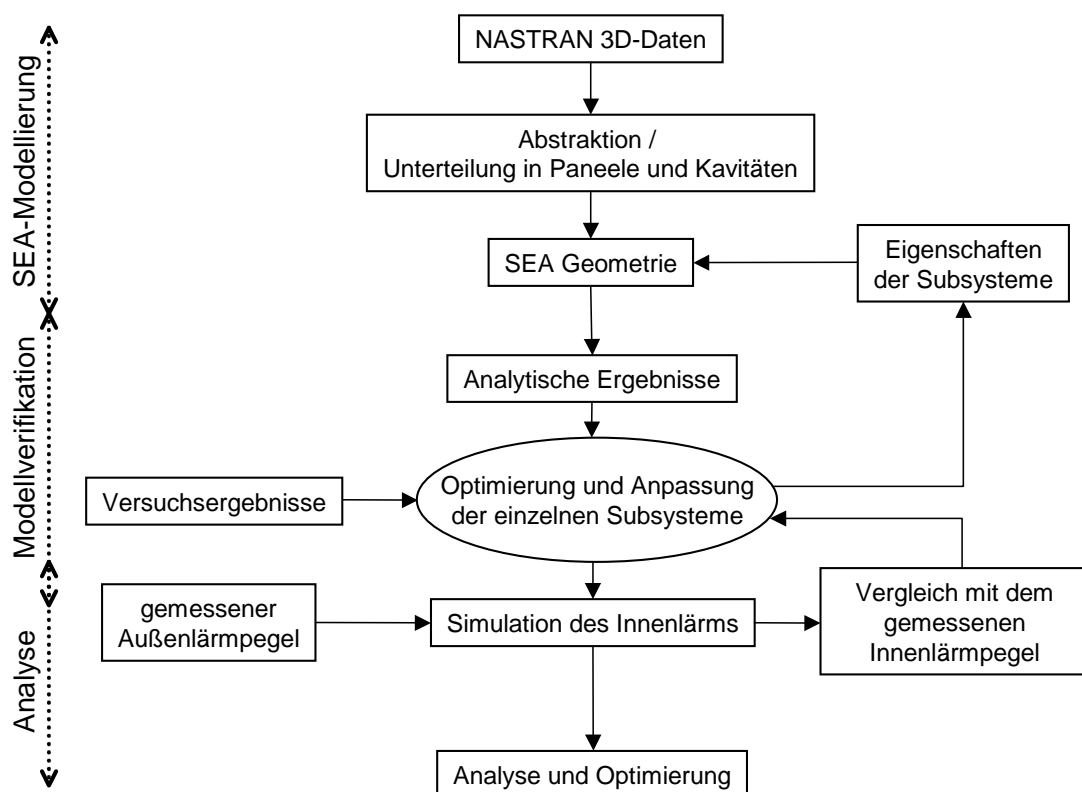 NASTRAN 3D-Daten
Abstraktion /
Unterteilung in Paneele und Kavitäten
SEA Geometrie
Eigenschaften
der Subsysteme
Analytische Ergebnisse
Versuchsergebnisse
Optimierung und Anpassung
der einzelnen Subsysteme
gemessener
Außenlärmpegel
Simulation des Innenlärms
Vergleich mit dem
gemessenen
Innenlärmpegel
Analyse und Optimierung
SEA-Modellierung
Modellverifikation
Analyse